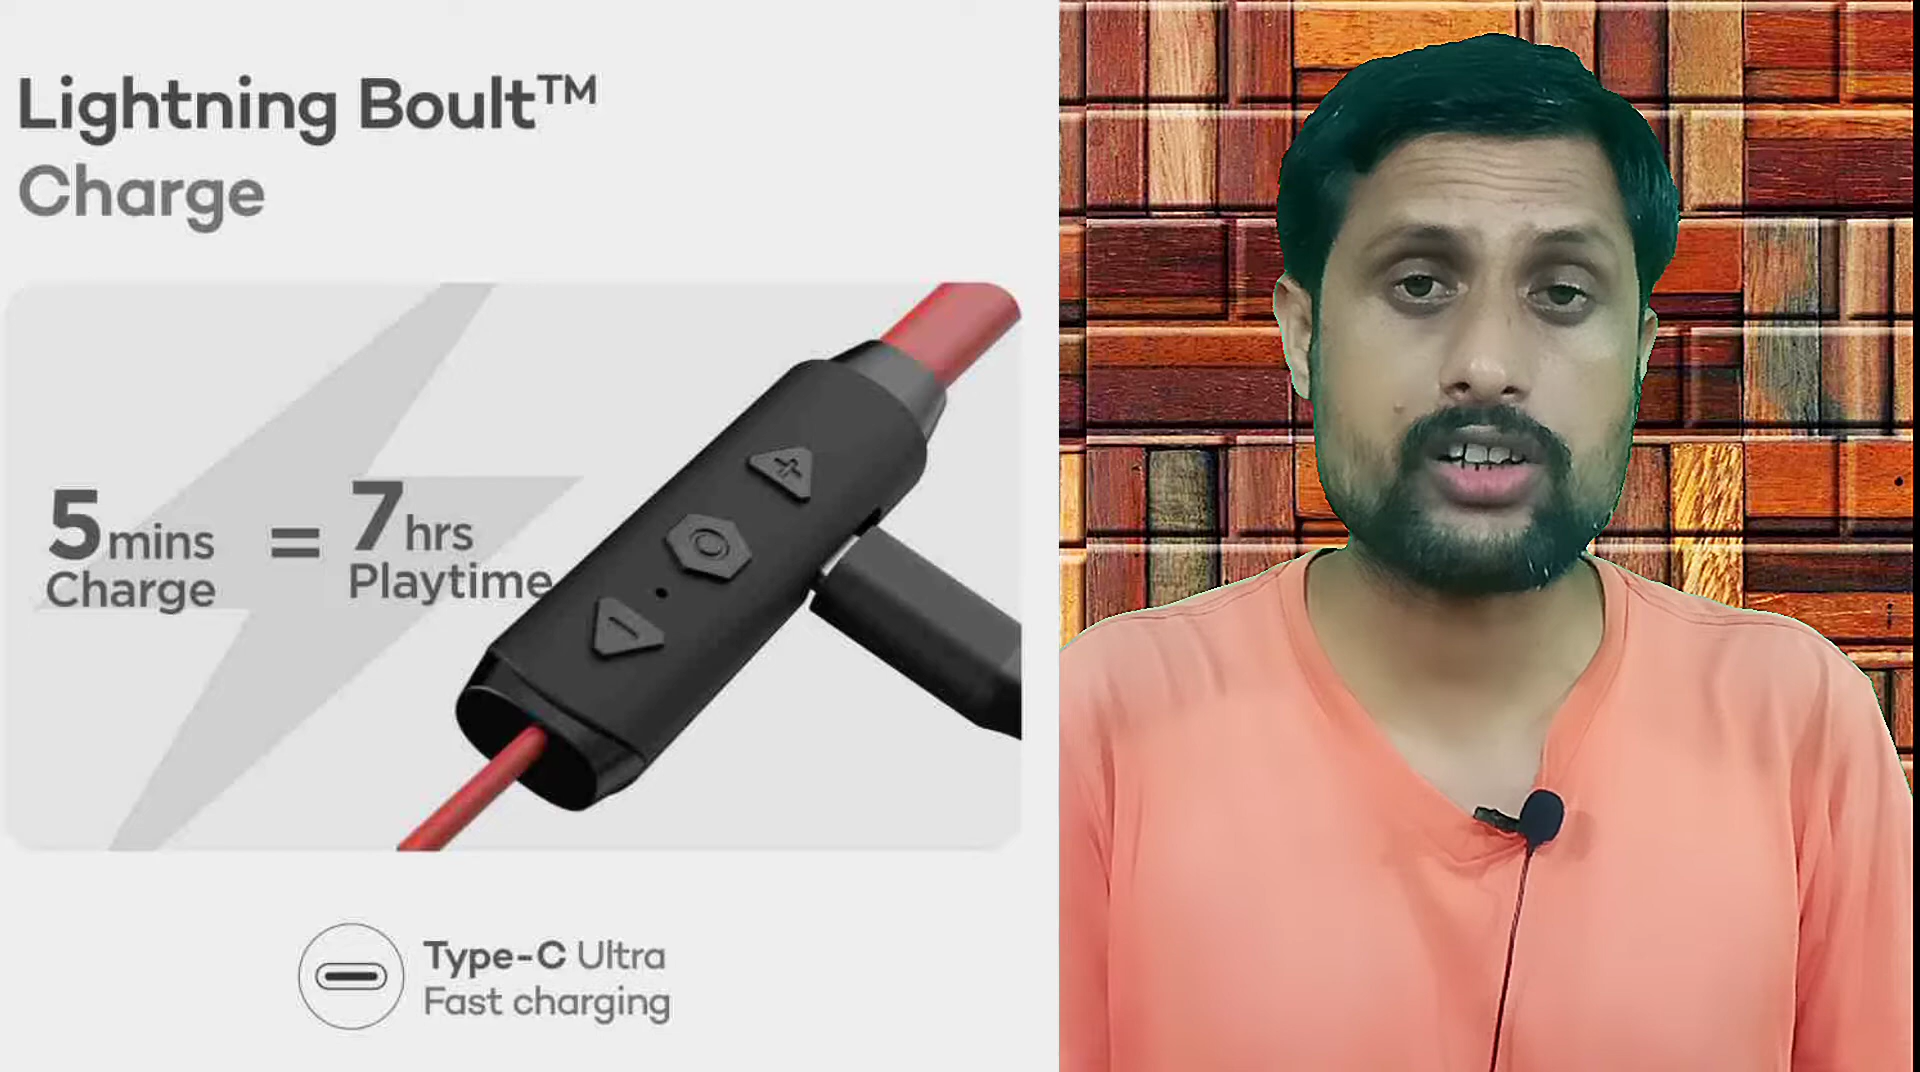 Lightning Boult™
Charge
5 mins = 7 hrs
Charge Playtime
Type-C Ultra
Fast charging